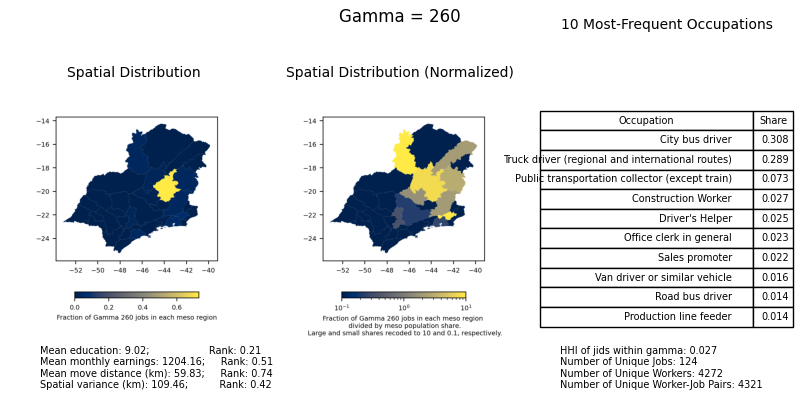 Gamma = 260
Spatial Distribution
−14
−16
−18
−20
−22
−24
−52 −50 −48 −46 −44 −42 −40
0.0 0.2 0.4 0.6
Fraction of Gamma 260 jobs in each meso region
Spatial Distribution (Normalized)
−14
−16
−18
−20
−22
−24
−52 −50 −48 −46 −44 −42 −40
10⁻¹ 10⁰ 10¹
Fraction of Gamma 260 jobs in each meso region
divided by meso population share.
Large and small shares recoded to 10 and 0.1, respectively.
10 Most-Frequent Occupations
Occupation Share
City bus driver 0.308
Truck driver (regional and international routes) 0.289
Public transportation collector (except train) 0.073
Construction Worker 0.027
Driver's Helper 0.025
Office clerk in general 0.023
Sales promoter 0.022
Van driver or similar vehicle 0.016
Road bus driver 0.014
Production line feeder 0.014
Mean education: 9.02; Rank: 0.21
Mean monthly earnings: 1204.16; Rank: 0.51
Mean move distance (km): 59.83; Rank: 0.74
Spatial variance (km): 109.46; Rank: 0.42
HHI of jids within gamma: 0.027
Number of Unique Jobs: 124
Number of Unique Workers: 4272
Number of Unique Worker-Job Pairs: 4321